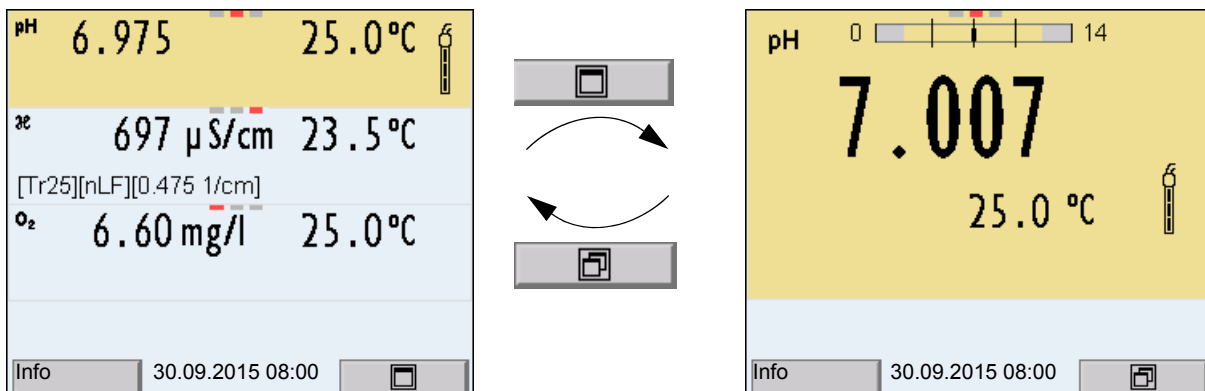 pH 6.975 25.0°C
æ 697 µS/cm 23.5°C
[Tr25][nLF][0.475 1/cm]
O₂ 6.60 mg/l 25.0°C
Info 30.09.2015 08:00
pH 0 14
7.007
25.0 °C
Info 30.09.2015 08:00